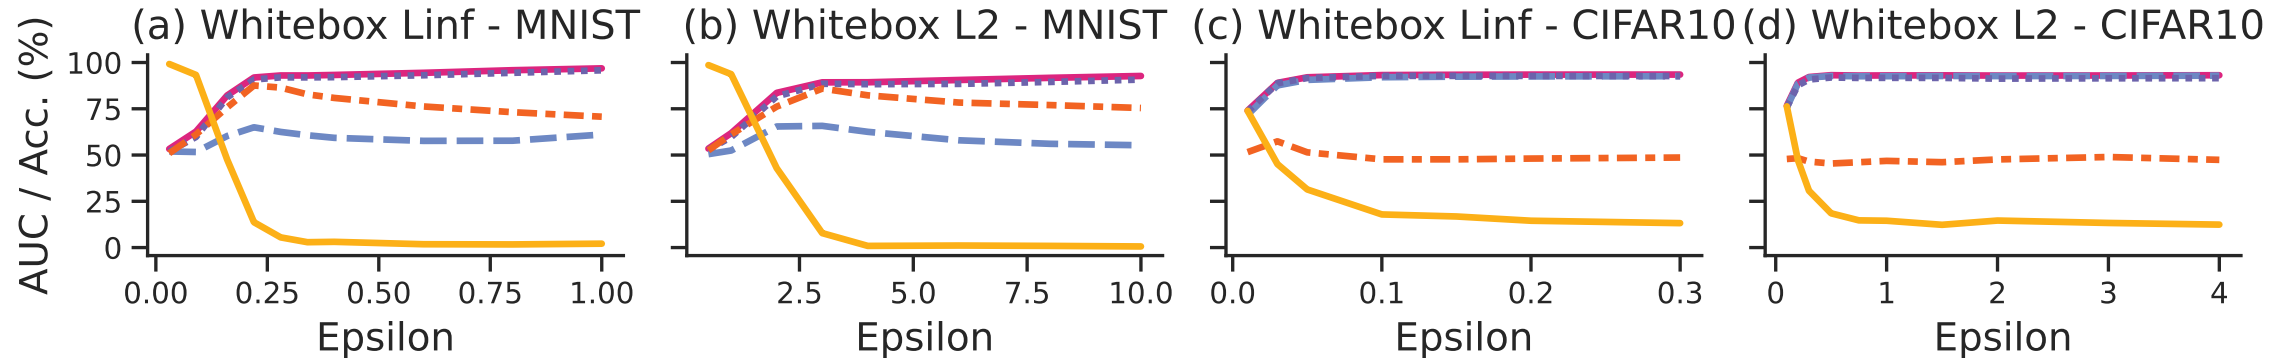 (a) Whitebox Linf - MNIST (b) Whitebox L2 - MNIST (c) Whitebox Linf - CIFAR10 (d) Whitebox L2 - CIFAR10
AUC / Acc. (%)
100
75
50
25
0
0.00 0.25 0.50 0.75 1.00 2.5 5.0 7.5 10.0 0.0 0.1 0.2 0.3 0 1 2 3 4
Epsilon Epsilon Epsilon Epsilon